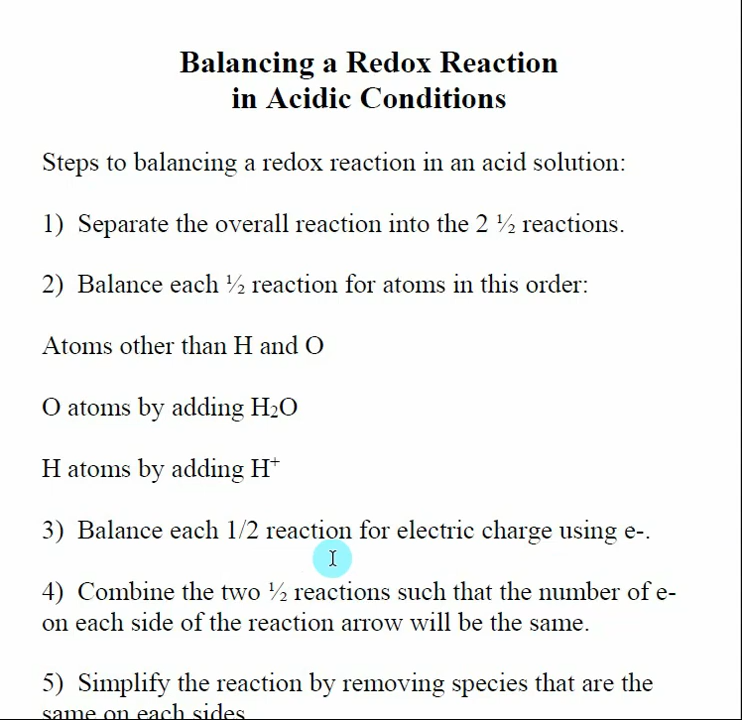 Balancing a Redox Reaction
in Acidic Conditions
Steps to balancing a redox reaction in an acid solution:
1) Separate the overall reaction into the 2 ½ reactions.
2) Balance each ½ reaction for atoms in this order:
Atoms other than H and O
O atoms by adding H₂O
H atoms by adding H⁺
3) Balance each 1/2 reaction for electric charge using e-.
4) Combine the two ½ reactions such that the number of e-
on each side of the reaction arrow will be the same.
5) Simplify the reaction by removing species that are the
same on each sides